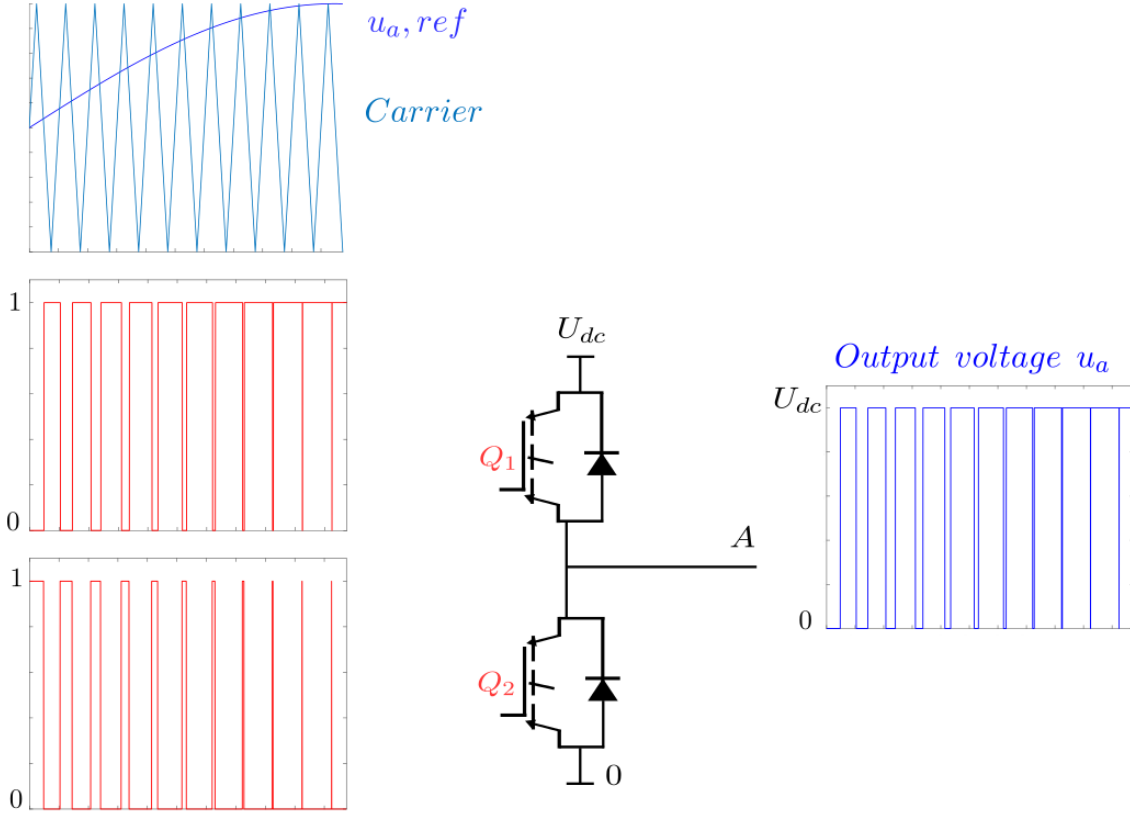 u_a, ref
Carrier
1
0
1
0
U_dc
Q_1
A
Q_2
0
Output voltage u_a
U_dc
0